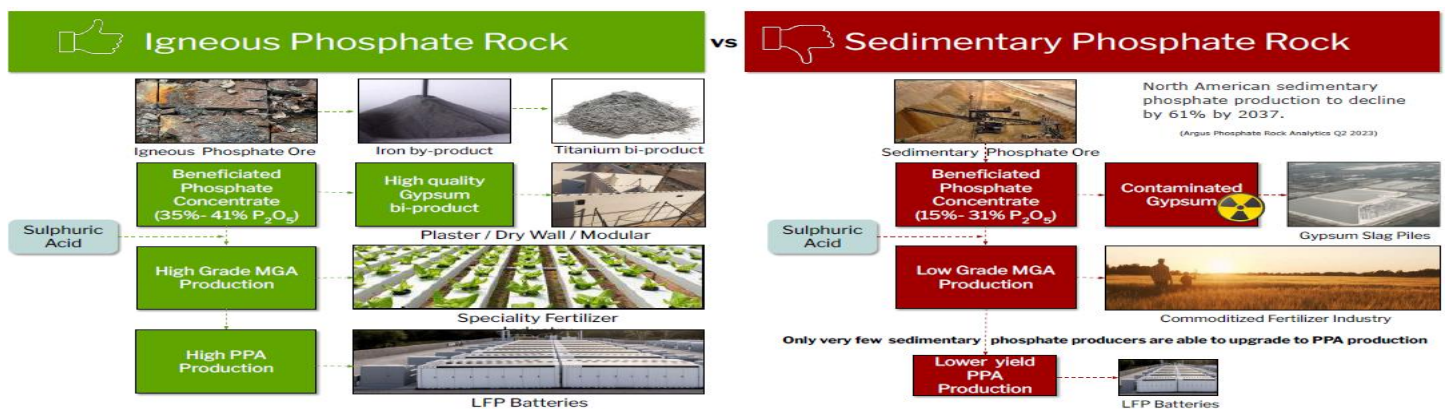 Igneous Phosphate Rock
vs
Sedimentary Phosphate Rock
Igneous Phosphate Ore
Iron by-product
Titanium bi-product
Beneficiated
Phosphate
Concentrate
(35%- 41% P₂O₅)
High quality
Gypsum
bi-product
Plaster / Dry Wall / Modular
Sulphuric
Acid
High Grade MGA
Production
Speciality Fertilizer
High PPA
Production
LFP Batteries
North American sedimentary
phosphate production to decline
by 61% by 2037.
(Argus Phosphate Rock Analytics Q2 2023)
Sedimentary Phosphate Ore
Beneficiated
Phosphate
Concentrate
(15%- 31% P₂O₅)
Contaminated
Gypsum
Gypsum Slag Piles
Sulphuric
Acid
Low Grade MGA
Production
Commoditized Fertilizer Industry
Only very few sedimentary phosphate producers are able to upgrade to PPA production
Lower yield
PPA
Production
LFP Batteries